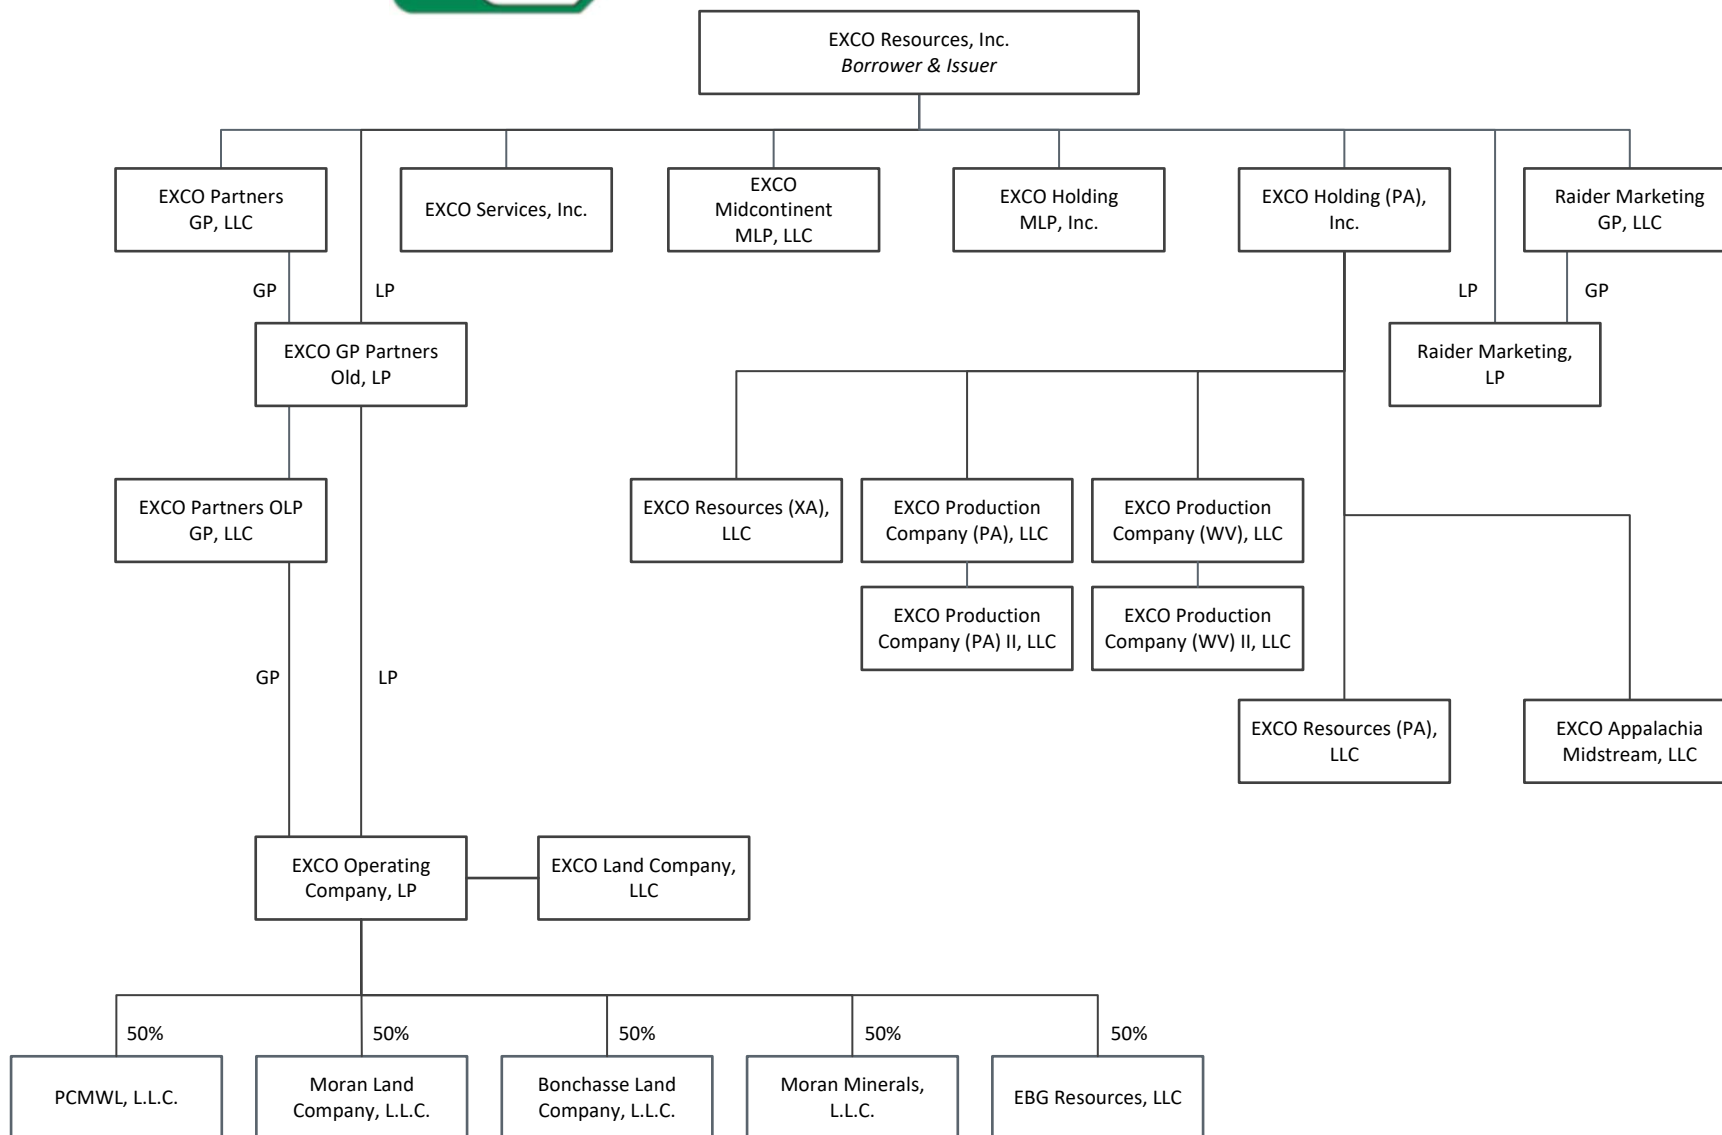 EXCO Resources, Inc.
Borrower & Issuer
EXCO Partners
GP, LLC
EXCO Services, Inc.
EXCO
Midcontinent
MLP, LLC
EXCO Holding
MLP, Inc.
EXCO Holding (PA),
Inc.
Raider Marketing
GP, LLC
GP
LP
LP
GP
EXCO GP Partners
Old, LP
Raider Marketing,
LP
EXCO Partners OLP
GP, LLC
EXCO Resources (XA),
LLC
EXCO Production
Company (PA), LLC
EXCO Production
Company (WV), LLC
EXCO Production
Company (PA) II, LLC
EXCO Production
Company (WV) II, LLC
GP
LP
EXCO Resources (PA),
LLC
EXCO Appalachia
Midstream, LLC
EXCO Operating
Company, LP
EXCO Land Company,
LLC
50%
50%
50%
50%
50%
PCMWL, L.L.C.
Moran Land
Company, L.L.C.
Bonchasse Land
Company, L.L.C.
Moran Minerals,
L.L.C.
EBG Resources, LLC